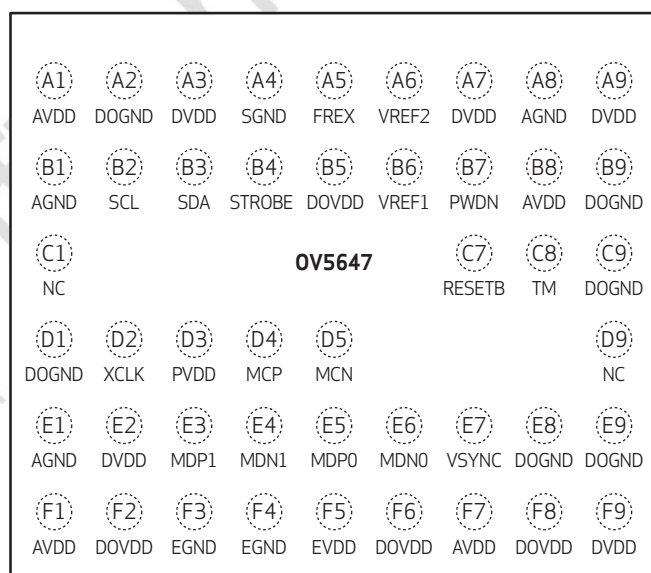 A1 A2 A3 A4 A5 A6 A7 A8 A9
AVDD DOGND DVDD SGND FREX VREF2 DVDD AGND DVDD
B1 B2 B3 B4 B5 B6 B7 B8 B9
AGND SCL SDA STROBE DOVDD VREF1 PWDN AVDD DOGND
C1 OV5647 C7 C8 C9
NC RESETB TM DOGND
D1 D2 D3 D4 D5 D9
DOGND XCLK PVDD MCP MCN NC
E1 E2 E3 E4 E5 E6 E7 E8 E9
AGND DVDD MDP1 MDN1 MDP0 MDN0 VSYNC DOGND DOGND
F1 F2 F3 F4 F5 F6 F7 F8 F9
AVDD DOVDD EGND EGND EVDD DOVDD AVDD DOVDD DVDD